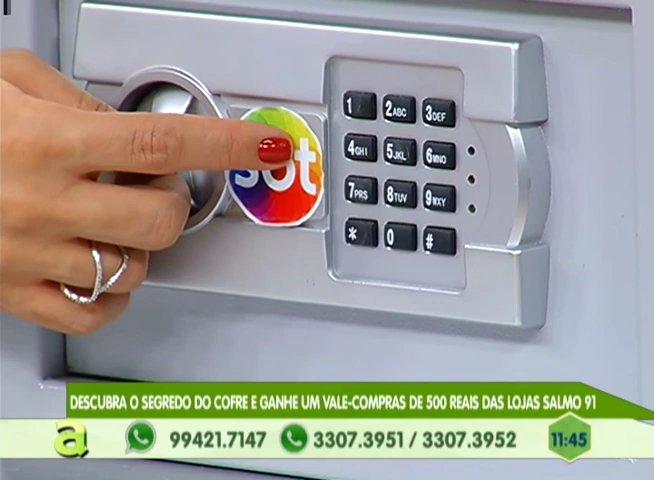 sot
1 2ABC 3DEF
4GHI 5JKL 6MNO
7PRS 8TUV 9WXY
* 0 #
DESCUBRA O SEGREDO DO COFRE E GANHE UM VALE-COMPRAS DE 500 REAIS DAS LOJAS SALMO 91
a 99421.7147 3307.3951 / 3307.3952 11:45